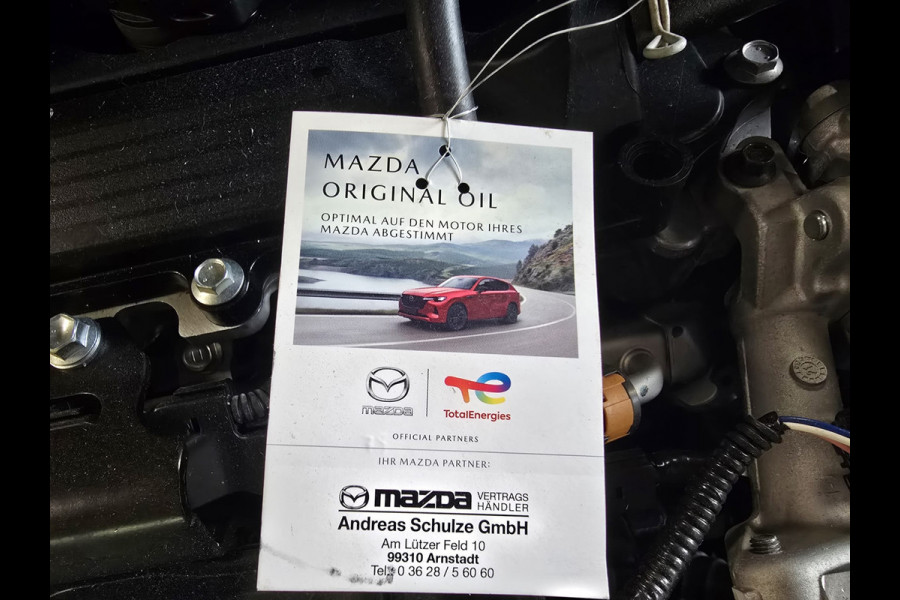 MAZDA
ORIGINAL OIL
OPTIMAL AUF DEN MOTOR IHRES
MAZDA ABGESTIMMT
mazda
TotalEnergies
OFFICIAL PARTNERS
IHR MAZDA PARTNER:
mazda VERTRAGS
HÄNDLER
Andreas Schulze GmbH
Am Lützer Feld 10
99310 Arnstadt
Tel.: 0 36 28 / 5 60 60